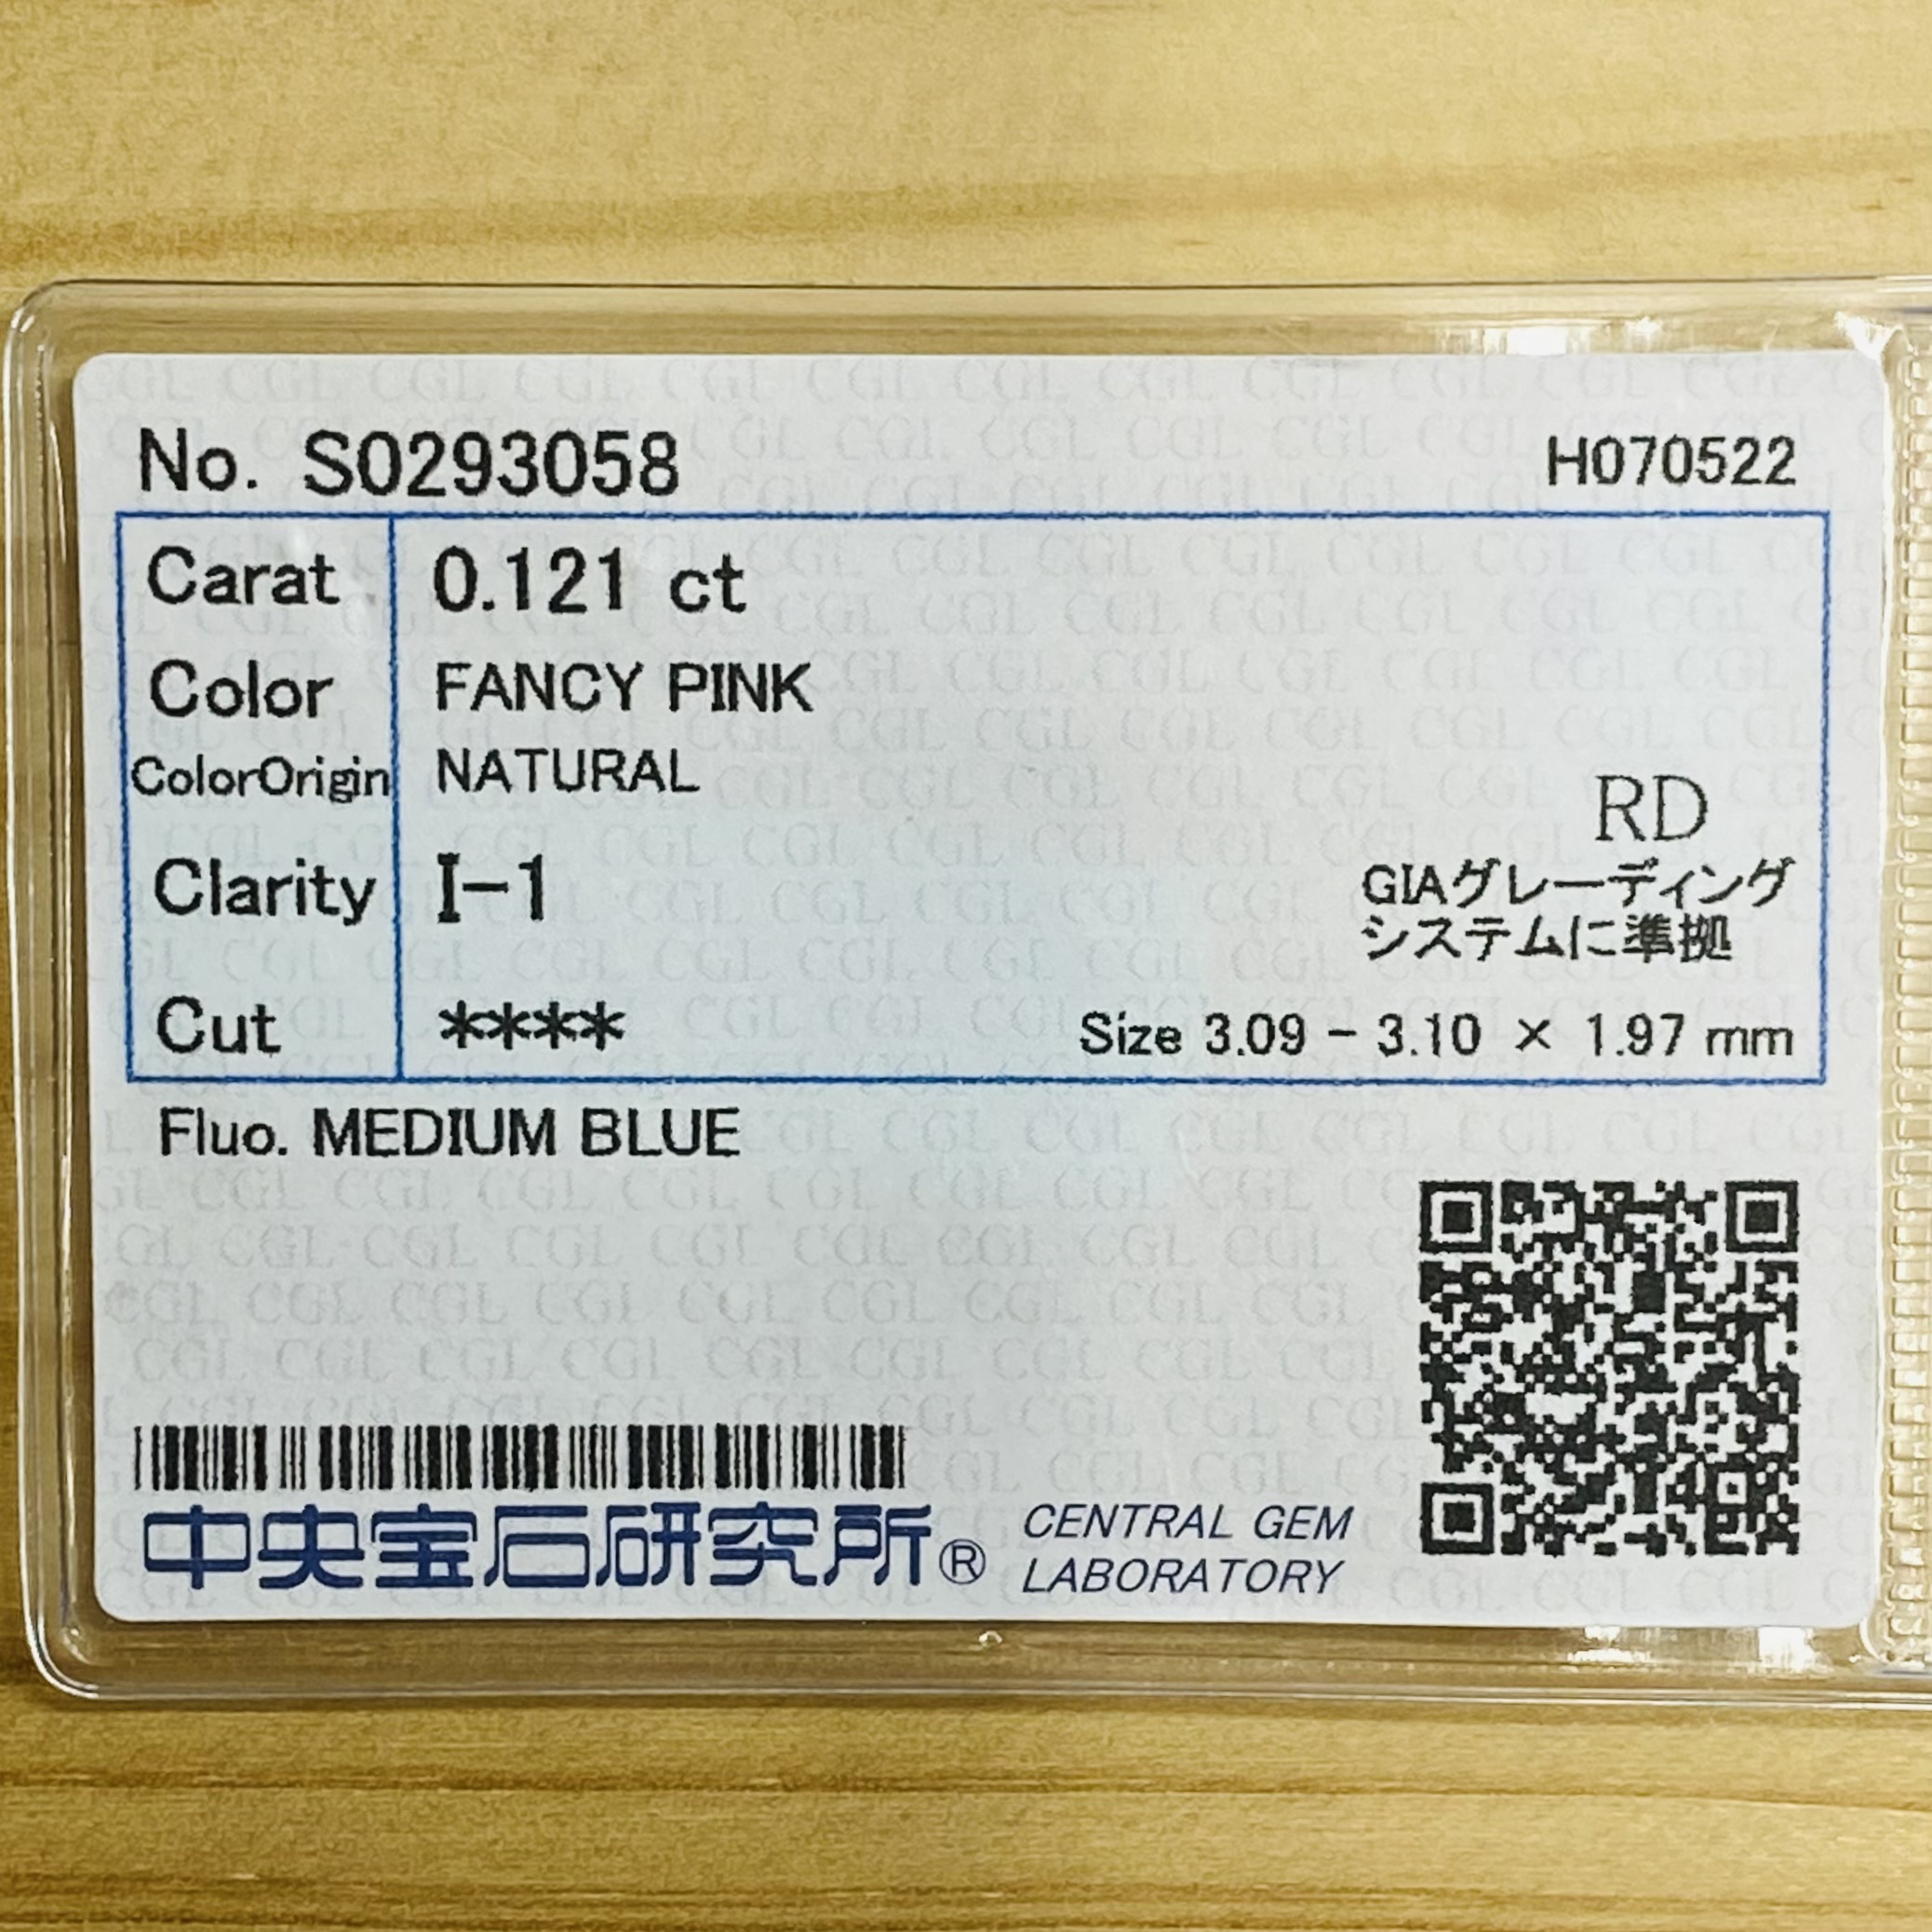 No. S0293058 H070522
Carat 0.121 ct
Color FANCY PINK
ColorOrigin NATURAL
RD
Clarity I-1
GIAグレーディング
システムに準拠
Cut **** Size 3.09 - 3.10 × 1.97 mm
Fluo. MEDIUM BLUE
中央宝石研究所® CENTRAL GEM
LABORATORY